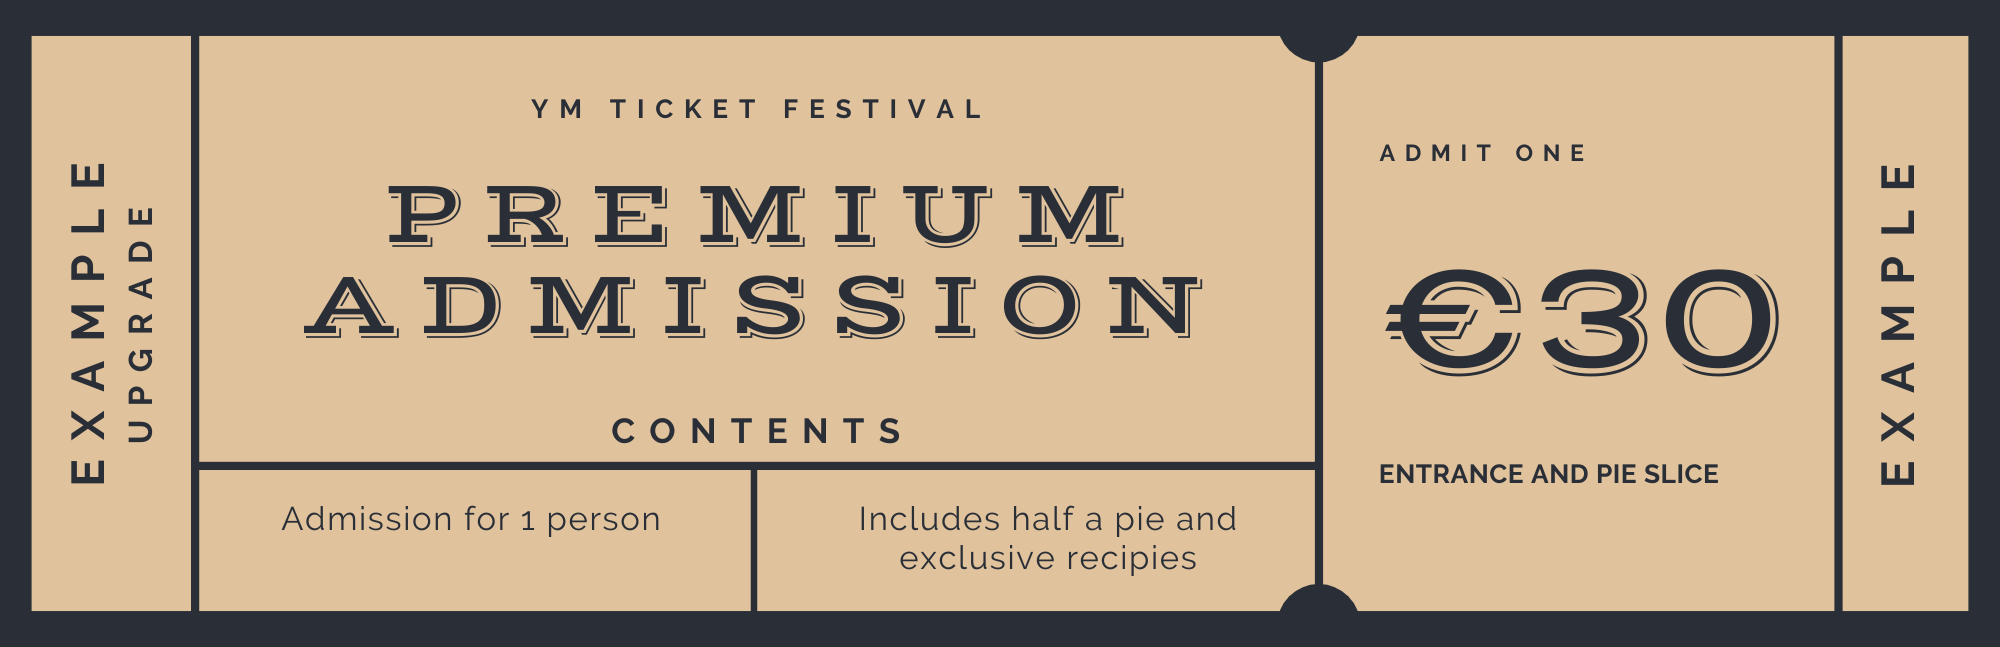 EXAMPLE
UPGRADE
YM TICKET FESTIVAL
PREMIUM
ADMISSION
CONTENTS
Admission for 1 person
Includes half a pie and
exclusive recipies
ADMIT ONE
€30
ENTRANCE AND PIE SLICE
EXAMPLE